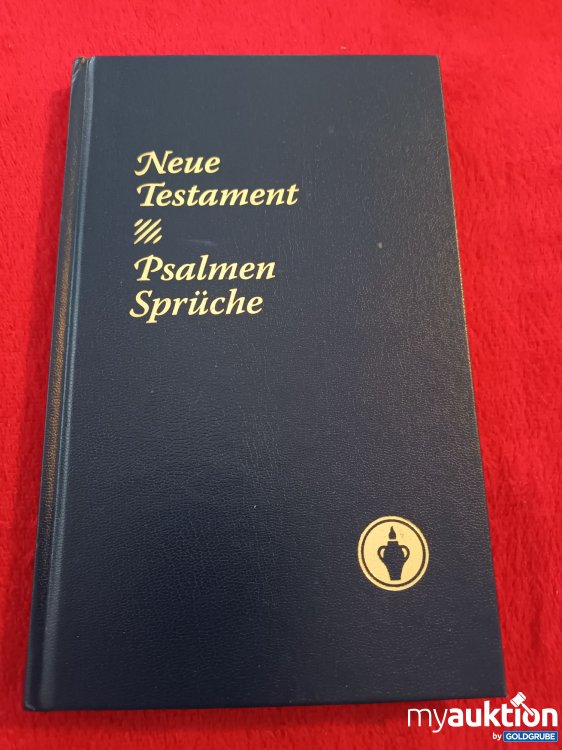 Neue
Testament
Psalmen
Sprüche
myauktion
by GOLDGRUBE